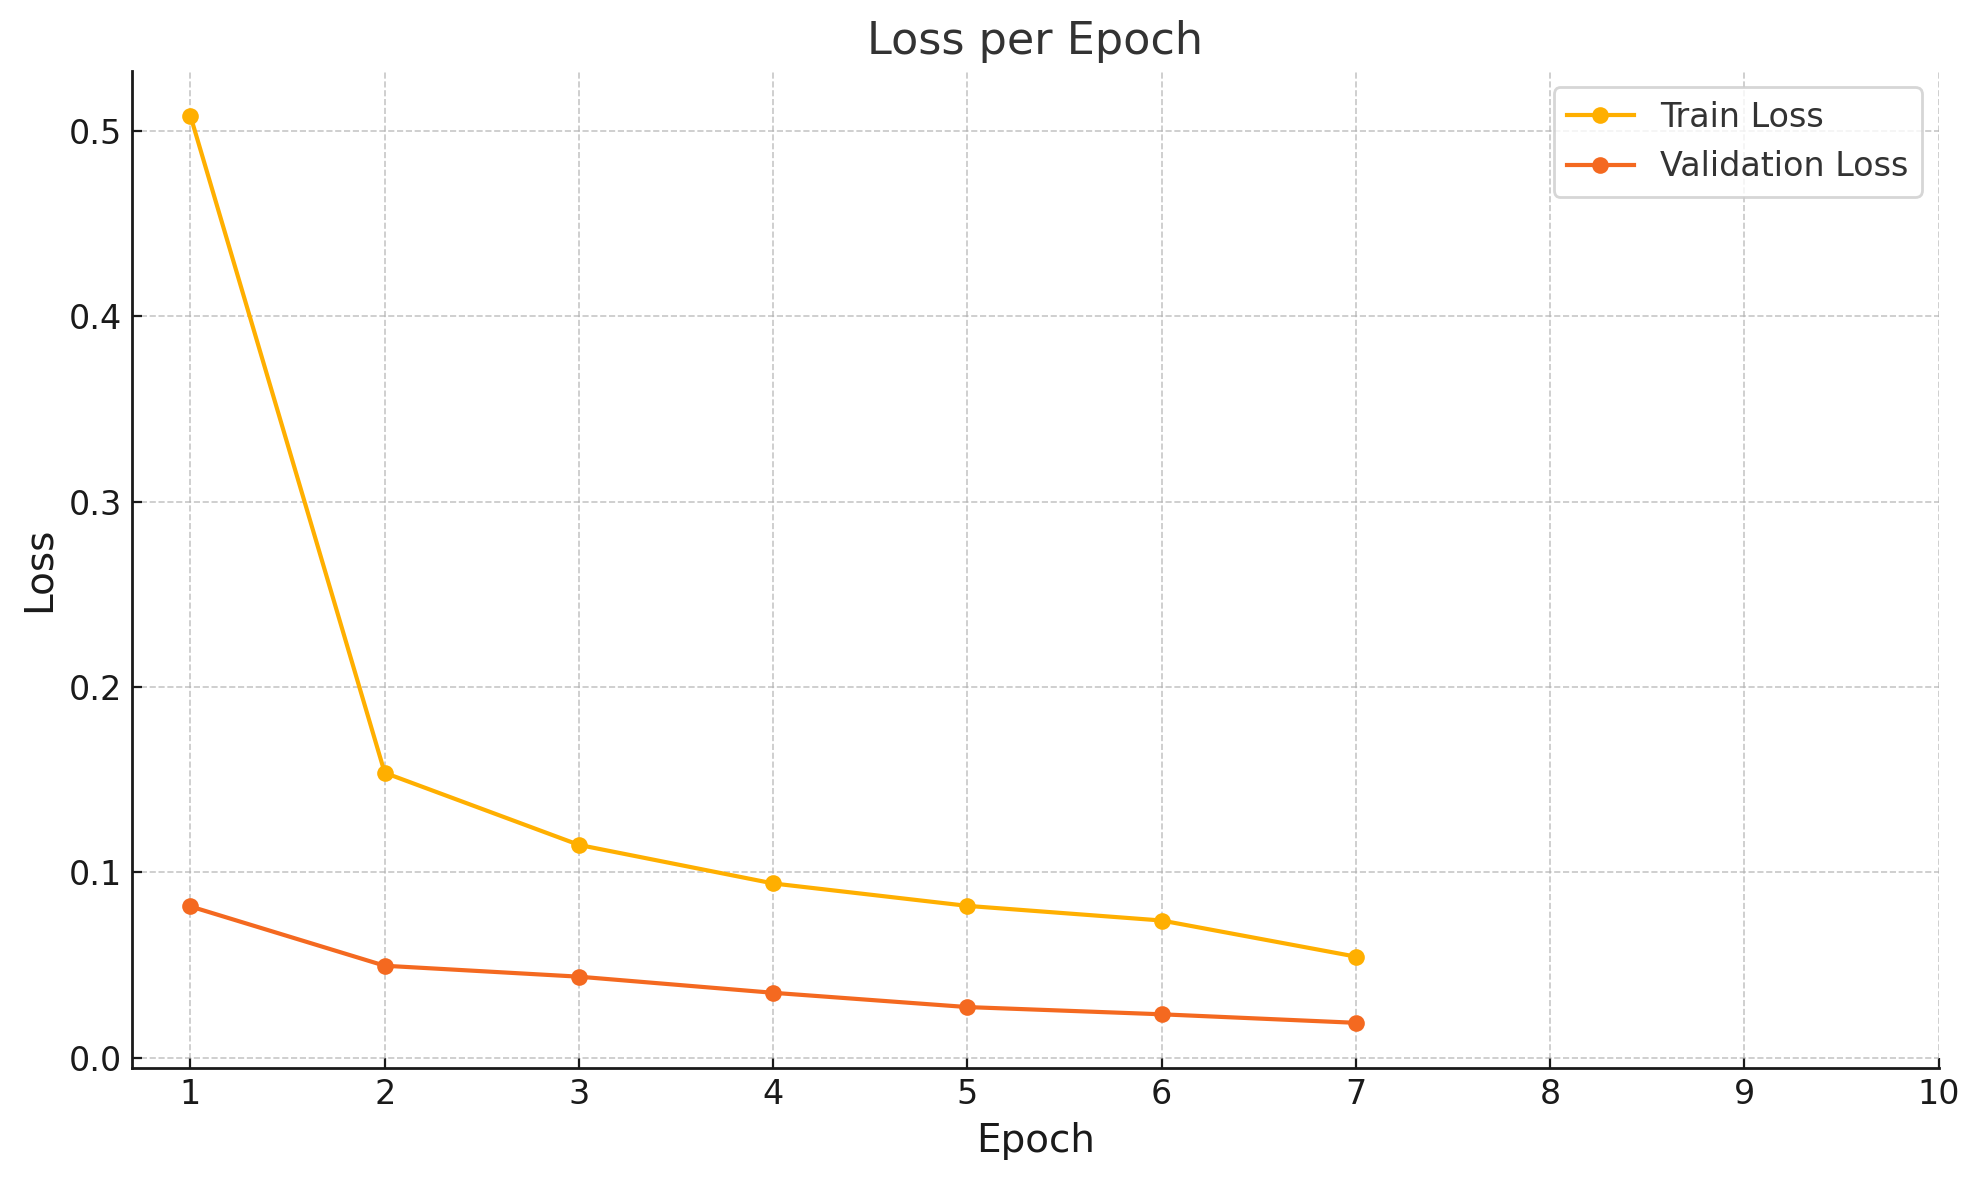 Loss per Epoch
Train Loss
Validation Loss
0.5
0.4
0.3
0.2
0.1
0.0
Loss
1 2 3 4 5 6 7 8 9 10
Epoch